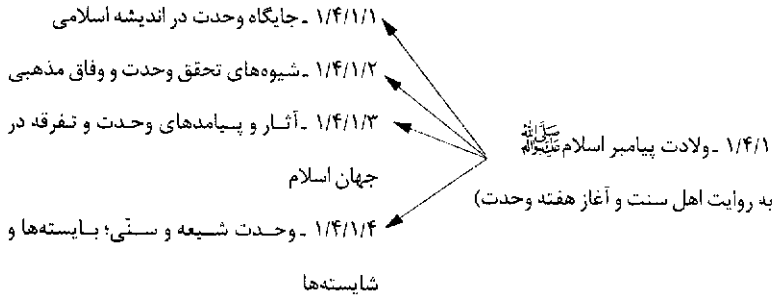 ۱/۴/۱ ـ ولادت پیامبر اسلام ﷺ
به روایت اهل سنت و آغاز هفته وحدت)
۱/۴/۱/۱ ـ جایگاه وحدت در اندیشه اسلامی
۱/۴/۱/۲ ـ شیوه‌های تحقق وحدت و وفاق مذهبی
۱/۴/۱/۳ ـ آثار و پیامدهای وحدت و تفرقه در
جهان اسلام
۱/۴/۱/۴ ـ وحدت شیعه و سنّی؛ بایسته‌ها و
شایسته‌ها